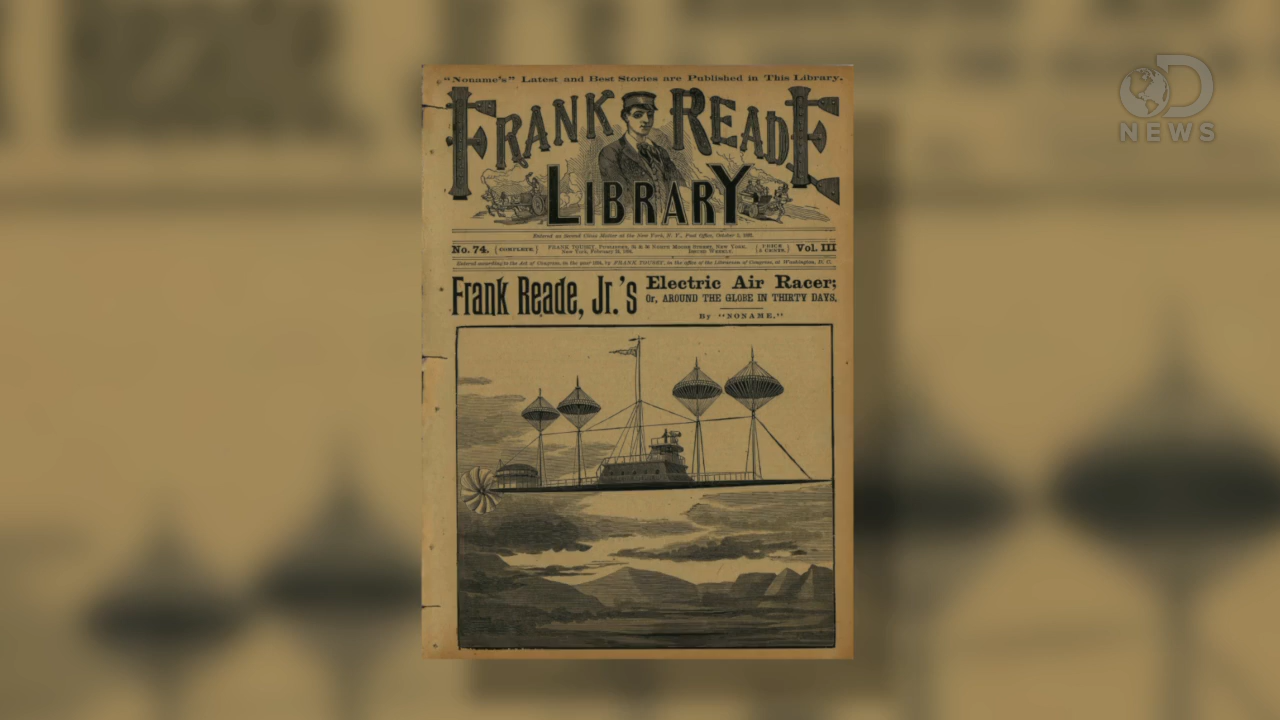 "Noname's" Latest and Best Stories are Published in This Library.
FRANK READE
LIBRARY
Entered as Second Class Matter at the New York, N. Y., Post Office, October 5, 1892.
No. 74. {COMPLETE.} FRANK TOUSEY, Publisher, 34 & 36 North Moore Street, New York. {Price 5 Cents.} Vol. III
New York, February 1894. Issued Weekly.
Entered according to the Act of Congress, in the year 1894, by FRANK TOUSEY, in the office of the Librarian of Congress, at Washington, D. C.
Frank Reade, Jr.'s Electric Air Racer;
Or, AROUND THE GLOBE IN THIRTY DAYS.
By "NONAME."
D
NEWS